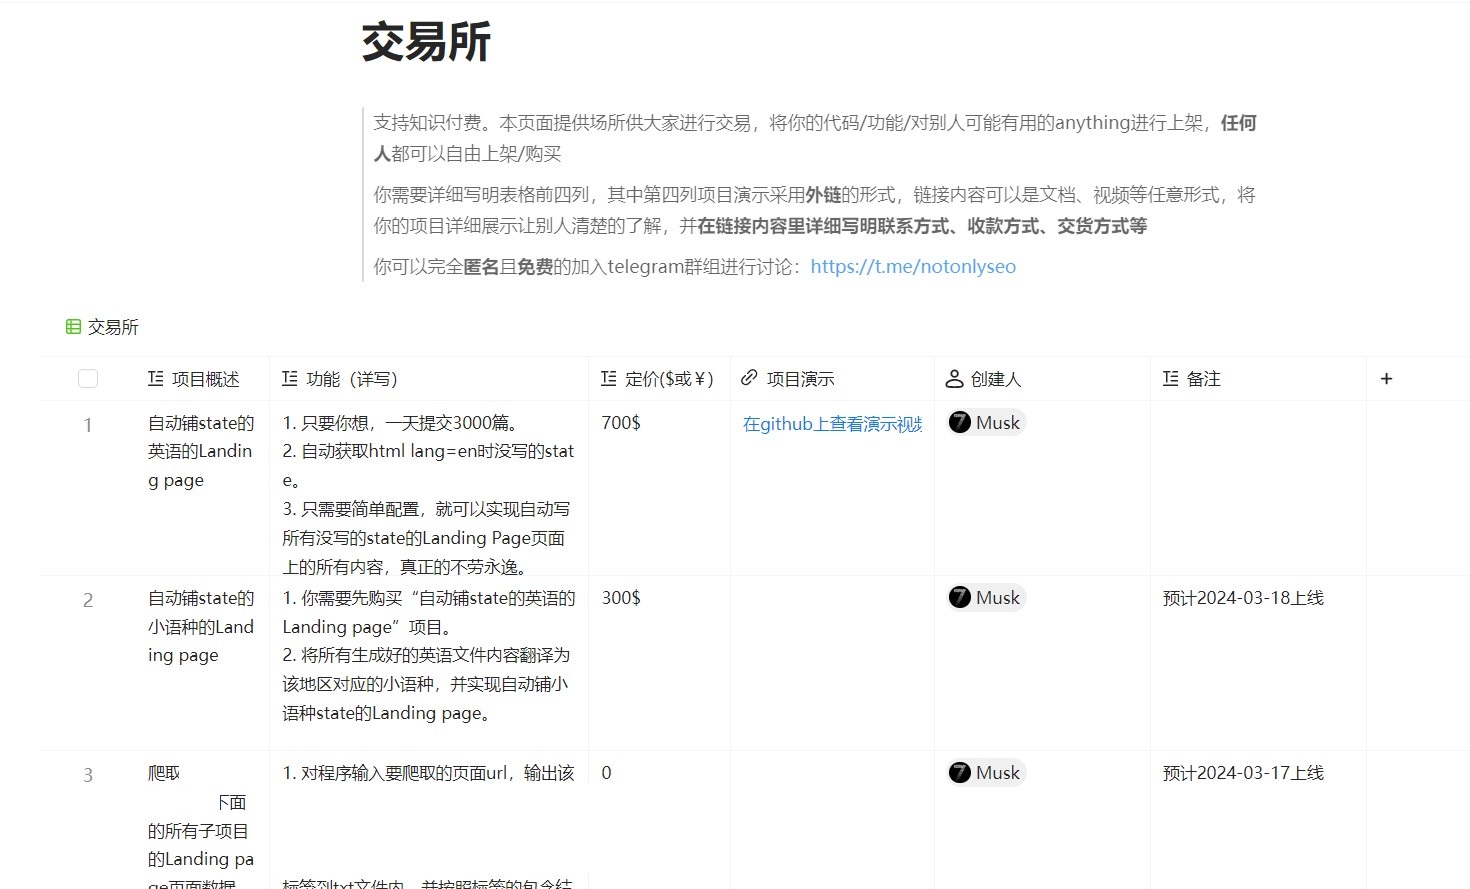 交易所
支持知识付费。本页面提供场所供大家进行交易，将你的代码/功能/对别人可能有用的anything进行上架，任何
人都可以自由上架/购买
你需要详细写明表格前四列，其中第四列项目演示采用外链的形式，链接内容可以是文档、视频等任意形式，将
你的项目详细展示让别人清楚的了解，并在链接内容里详细写明联系方式、收款方式、交货方式等
你可以完全匿名且免费的加入telegram群组进行讨论：https://t.me/notonlyseo
交易所
项目概述 功能（详写） 定价($或¥) 项目演示 创建人 备注 +
1
自动铺state的
英语的Landin
g page
1. 只要你想，一天提交3000篇。
2. 自动获取html lang=en时没写的stat
e。
3. 只需要简单配置，就可以实现自动写
所有没写的state的Landing Page页面
上的所有内容，真正的不劳永逸。
700$
在github上查看演示视频
Musk
2
自动铺state的
小语种的Land
ing page
1. 你需要先购买“自动铺state的英语的
Landing page”项目。
2. 将所有生成好的英语文件内容翻译为
该地区对应的小语种，并实现自动铺小
语种state的Landing page。
300$
Musk
预计2024-03-18上线
3
爬取
下面
的所有子项目
的Landing pa
ge页面数据
1. 对程序输入要爬取的页面url，输出该
标签到txt文件内，并按照标签的包含结
0
Musk
预计2024-03-17上线